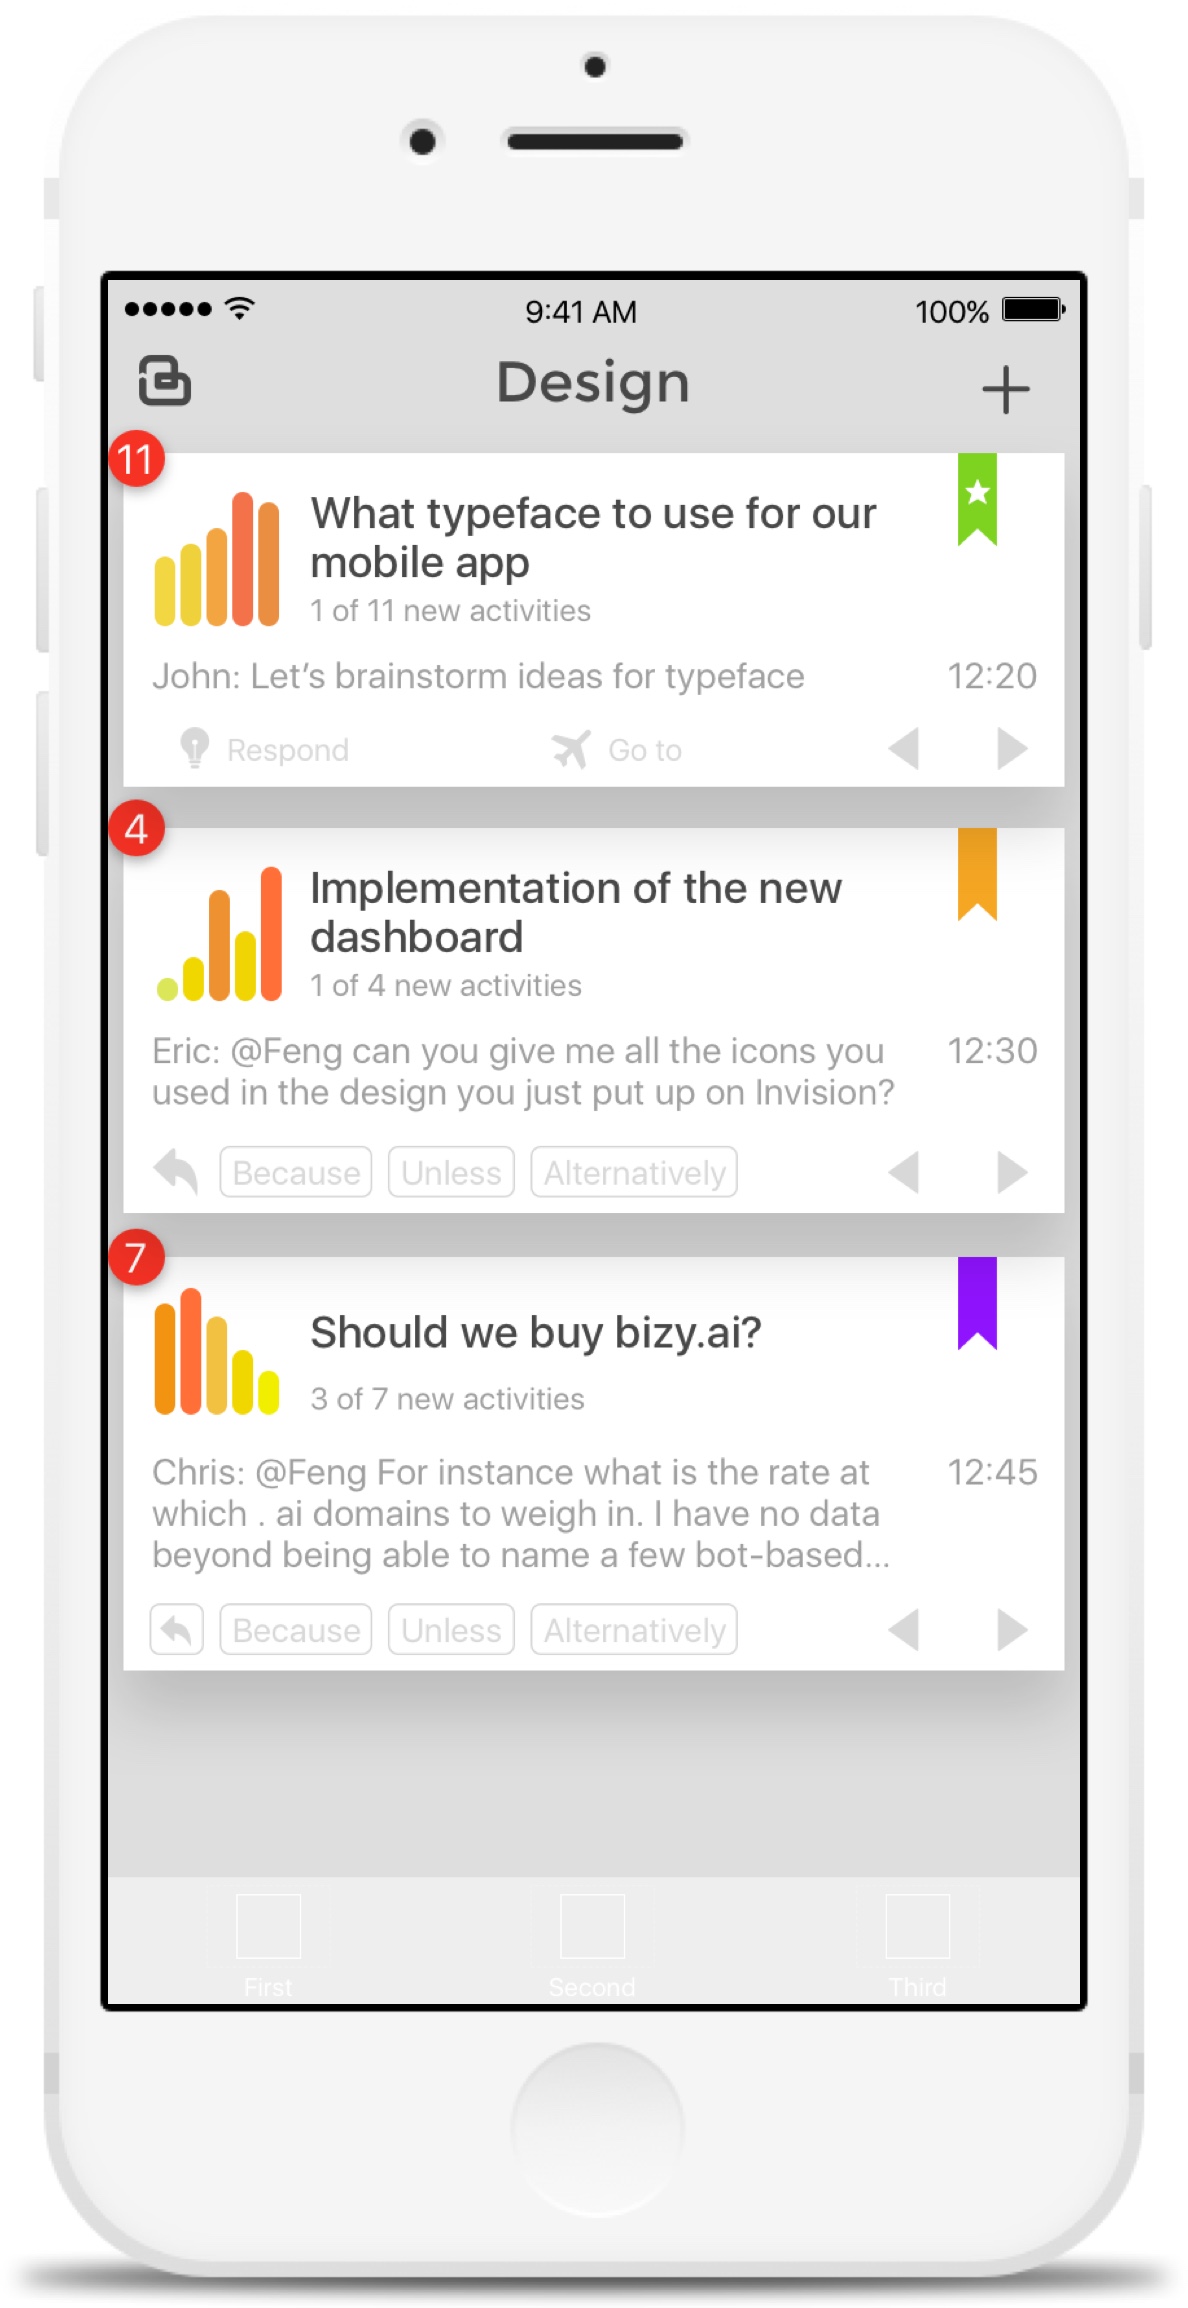 9:41 AM
100%
Design
11
What typeface to use for our
mobile app
1 of 11 new activities
John: Let’s brainstorm ideas for typeface
12:20
Respond
Go to
4
Implementation of the new
dashboard
1 of 4 new activities
Eric: @Feng can you give me all the icons you
used in the design you just put up on Invision?
12:30
Because
Unless
Alternatively
7
Should we buy bizy.ai?
3 of 7 new activities
Chris: @Feng For instance what is the rate at
which . ai domains to weigh in. I have no data
beyond being able to name a few bot-based...
12:45
Because
Unless
Alternatively
First
Second
Third